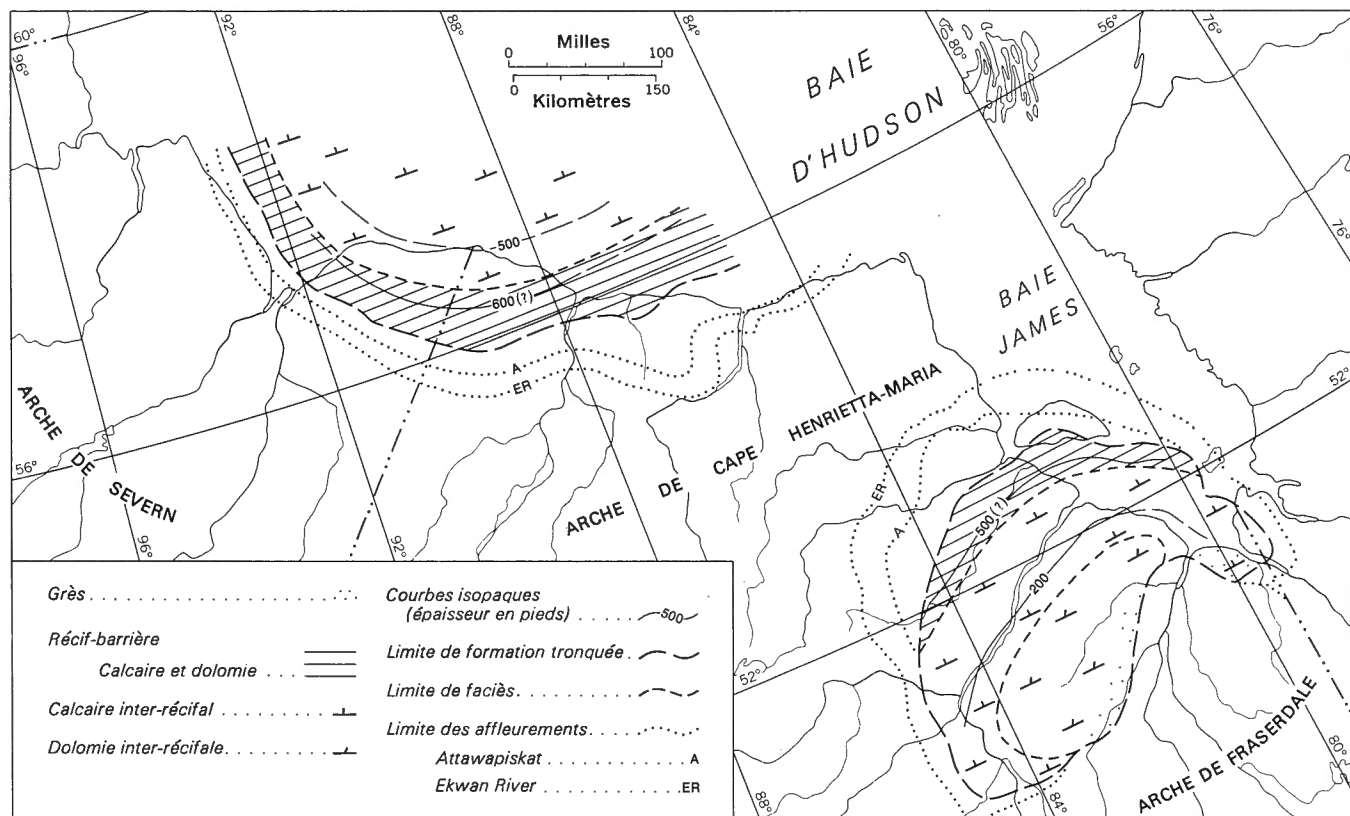 60°
96°
92°
88°
84°
80°
56°
76°
Milles
0 100
0 150
Kilomètres
BAIE
D'HUDSON
76°
500
600(?)
BAIE
JAMES
A
ER
52°
ARCHE DE SEVERN
56°
ARCHE DE CAPE HENRIETTA-MARIA
ER
A
500(?)
200
96°
92°
52°
88°
84°
80°
ARCHE DE FRASERDALE
Grès
Récif-barrière
Calcaire et dolomie
Calcaire inter-récifal
Dolomie inter-récifale
Courbes isopaques
(épaisseur en pieds) 500
Limite de formation tronquée
Limite de faciès
Limite des affleurements
Attawapiskat A
Ekwan River ER